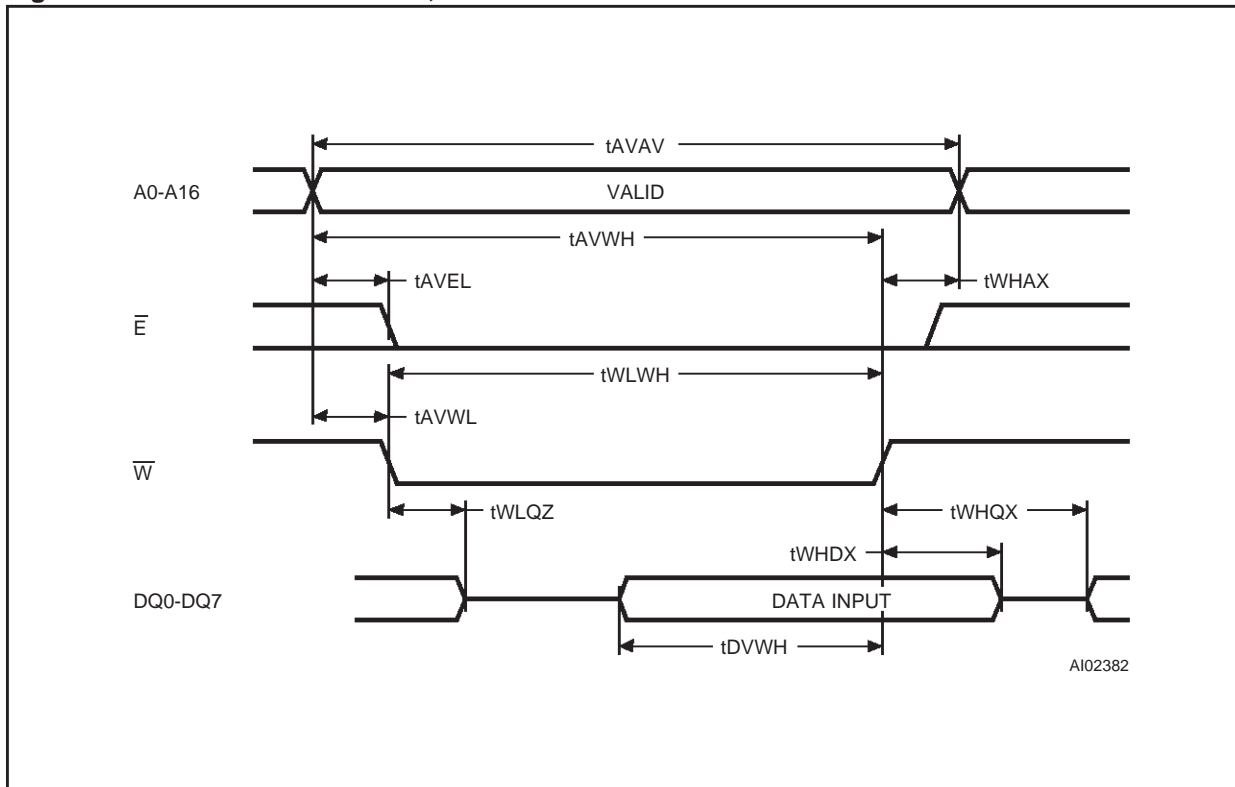 tAVAV
A0-A16
VALID
tAVWH
tAVEL
tWHAX
E
tWLWH
tAVWL
W
tWLQZ
tWHQX
tWHDX
DQ0-DQ7
DATA INPUT
tDVWH
AI02382